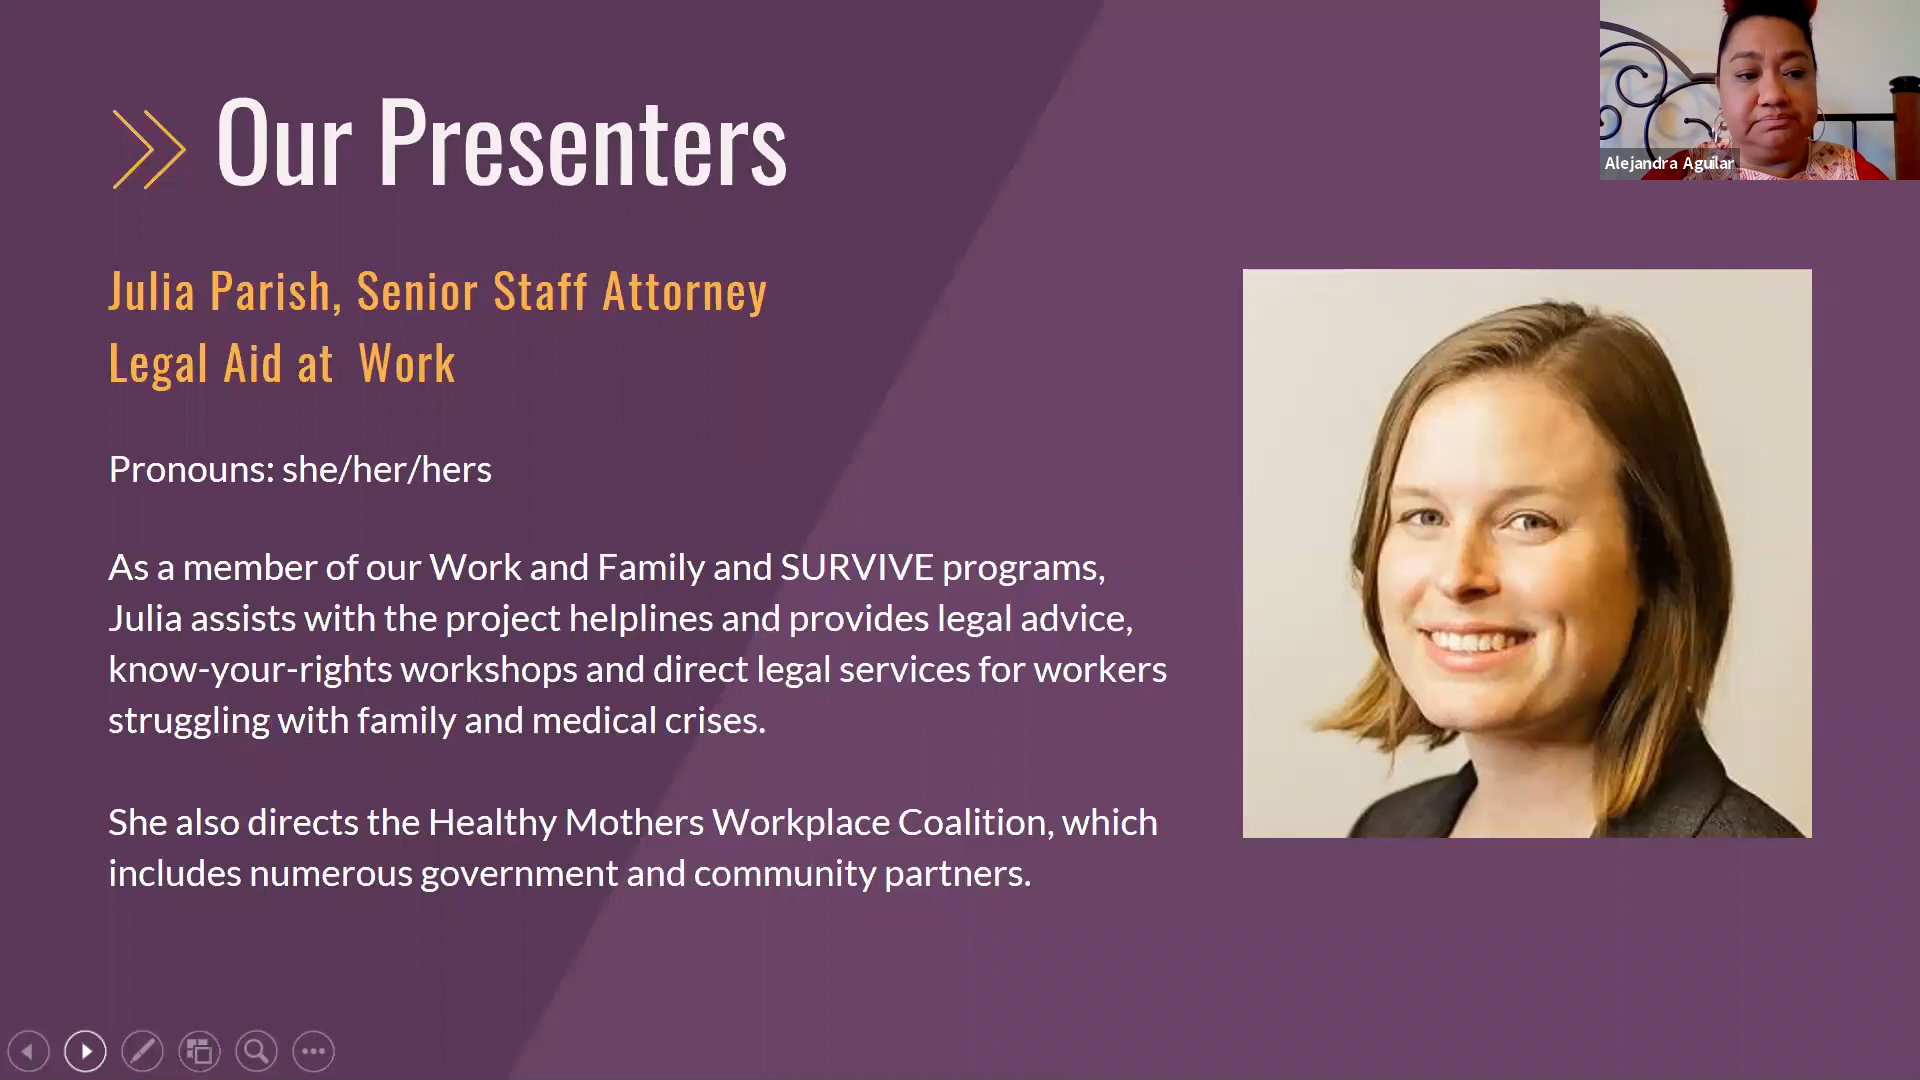 Our Presenters
Alejandra Aguilar
Julia Parish, Senior Staff Attorney
Legal Aid at Work
Pronouns: she/her/hers
As a member of our Work and Family and SURVIVE programs,
Julia assists with the project helplines and provides legal advice,
know-your-rights workshops and direct legal services for workers
struggling with family and medical crises.
She also directs the Healthy Mothers Workplace Coalition, which
includes numerous government and community partners.